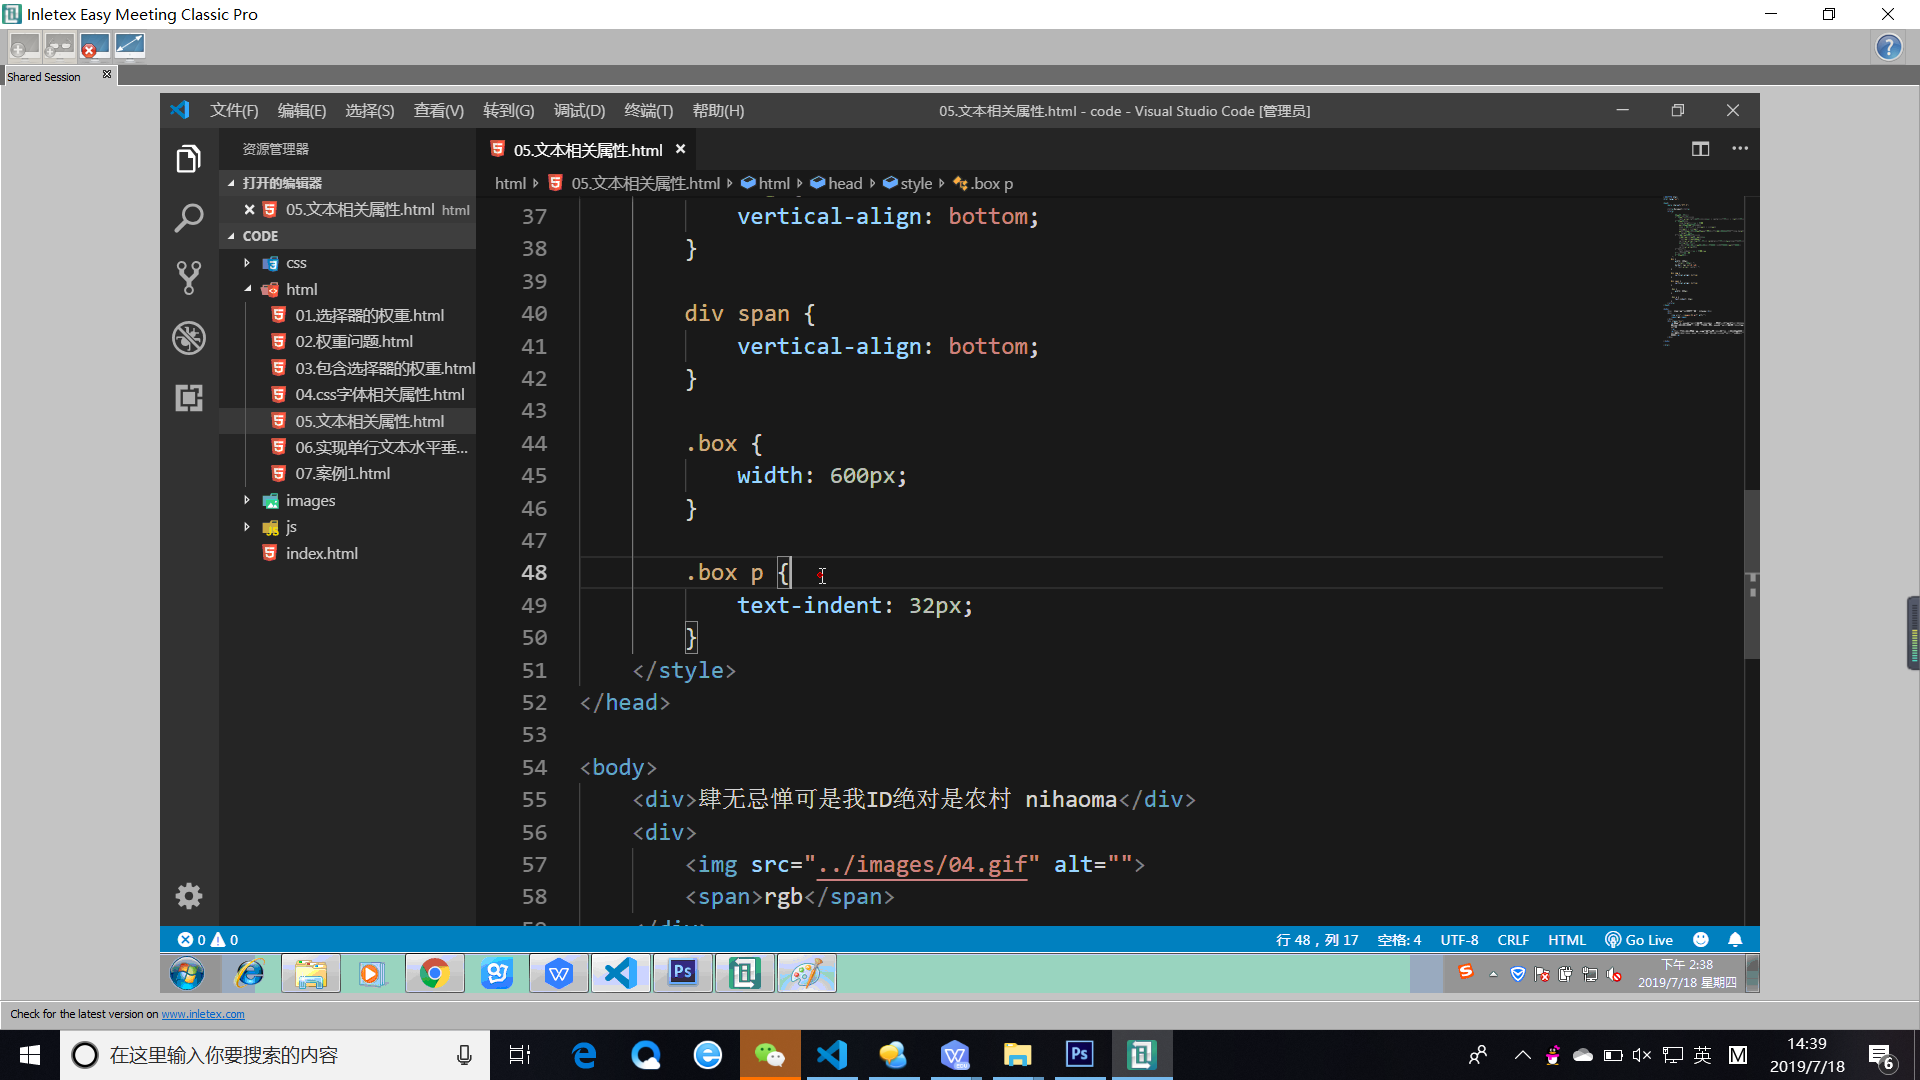 Inletex Easy Meeting Classic Pro
Shared Session
文件(F) 编辑(E) 选择(S) 查看(V) 转到(G) 调试(D) 终端(T) 帮助(H)
05.文本相关属性.html - code - Visual Studio Code [管理员]
资源管理器
打开的编辑器
05.文本相关属性.html html
CODE
css
html
01.选择器的权重.html
02.权重问题.html
03.包含选择器的权重.html
04.css字体相关属性.html
05.文本相关属性.html
06.实现单行文本水平垂...
07.案例1.html
images
js
index.html
05.文本相关属性.html
html 05.文本相关属性.html html head style .box p
37 vertical-align: bottom;
38 }
39
40 div span {
41 vertical-align: bottom;
42 }
43
44 .box {
45 width: 600px;
46 }
47
48 .box p {
49 text-indent: 32px;
50 }
51 </style>
52 </head>
53
54 <body>
55 <div>肆无忌惮可是我ID绝对是农村 nihaoma</div>
56 <div>
57 <img src="../images/04.gif" alt="">
58 <span>rgb</span>
0 0
行 48，列 17 空格: 4 UTF-8 CRLF HTML Go Live
下午 2:38
2019/7/18 星期四
Check for the latest version on www.inletex.com
在这里输入你要搜索的内容
英
14:39
2019/7/18
6